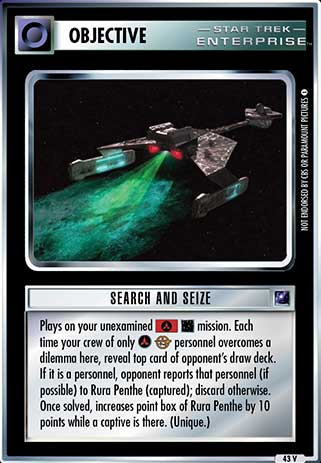 OBJECTIVE
STAR TREK
ENTERPRISE™
NOT ENDORSED BY CBS OR PARAMOUNT PICTURES
SEARCH AND SEIZE
Plays on your unexamined mission. Each
time your crew of only personnel overcomes a
dilemma here, reveal top card of opponent's draw deck.
If it is a personnel, opponent reports that personnel (if
possible) to Rura Penthe (captured); discard otherwise.
Once solved, increases point box of Rura Penthe by 10
points while a captive is there. (Unique.)
43 V